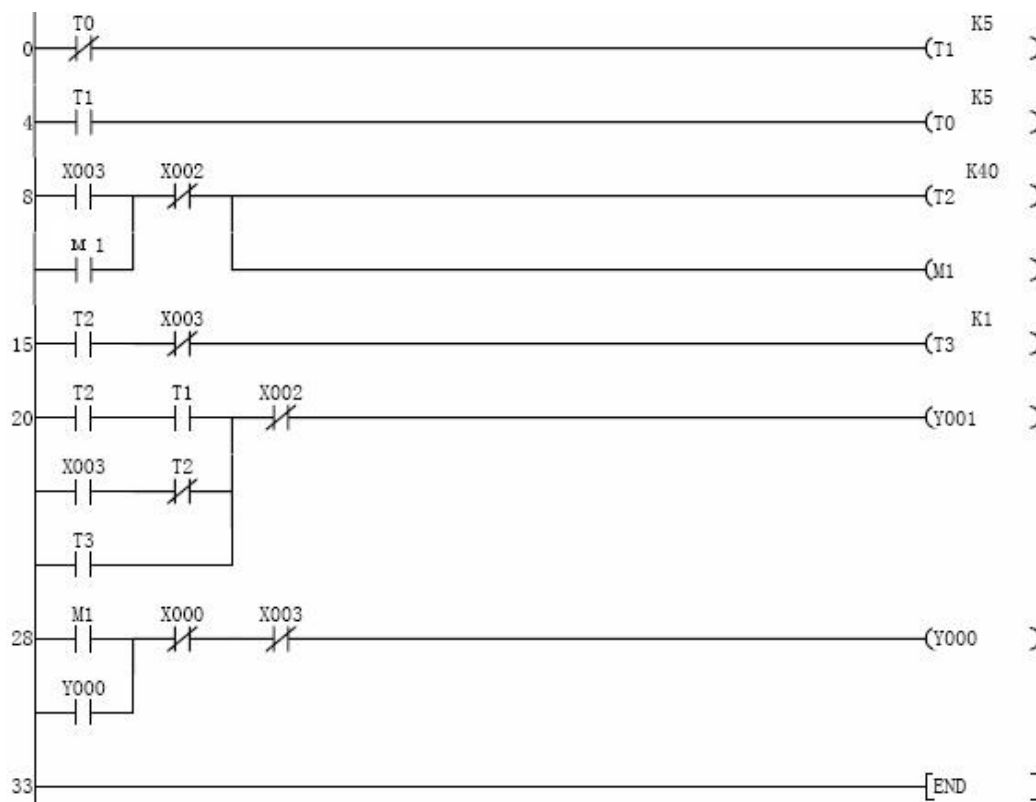 T0 K5
0 (T1 )
T1 K5
4 (T0 )
X003 X002 K40
8 (T2 )
M 1
(M1 )
T2 X003 K1
15 (T3 )
T2 T1 X002
20 (Y001 )
X003 T2
T3
M1 X000 X003
28 (Y000 )
Y000
33 [END ]